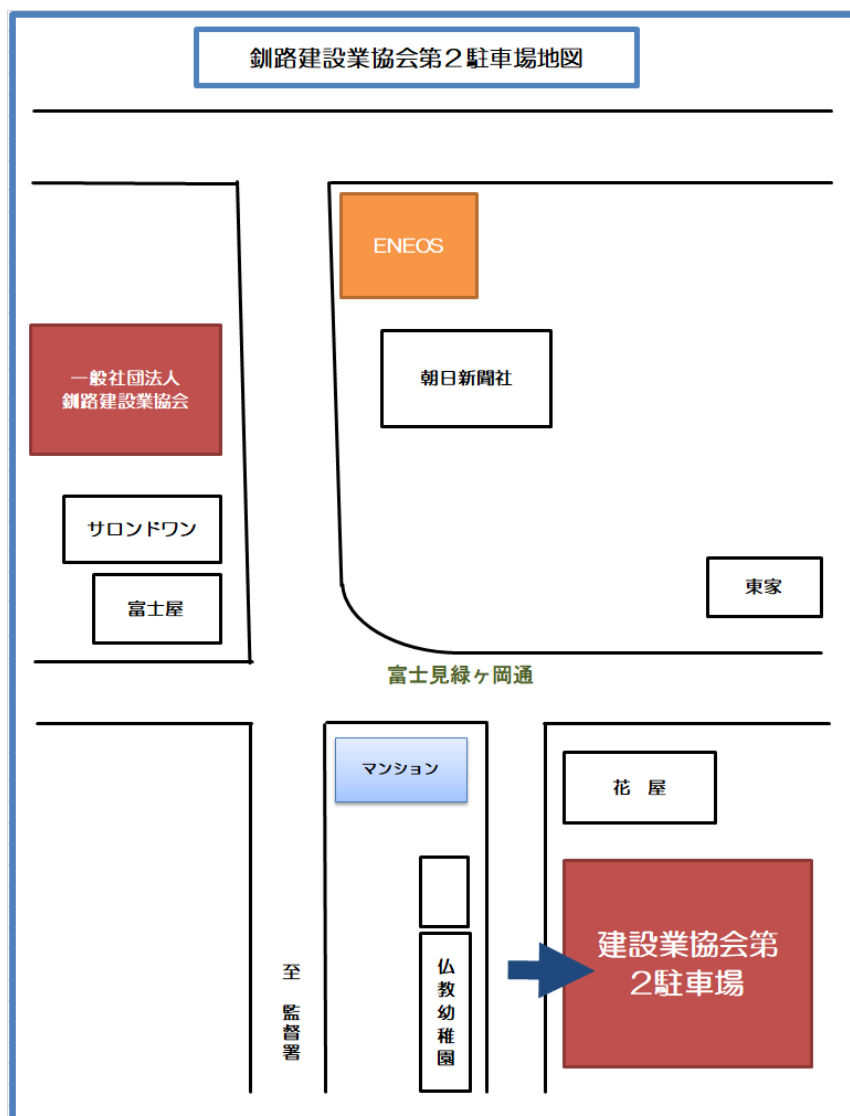 釧路建設業協会第２駐車場地図
ENEOS
一般社団法人
釧路建設業協会
朝日新聞社
サロンドワン
富士屋
東家
富士見緑ヶ岡通
マンション
花　屋
建設業協会第
２駐車場
仏教幼稚園
至　監督署